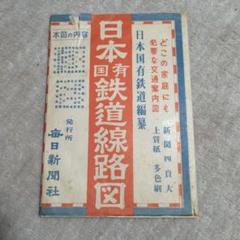 どこの家庭にも
必要な交通案内図
日本国有鉄道編纂
新聞四頁大
上質紙 多色刷
日本国有鉄道線路図
本図の内容
発行所
毎日新聞社